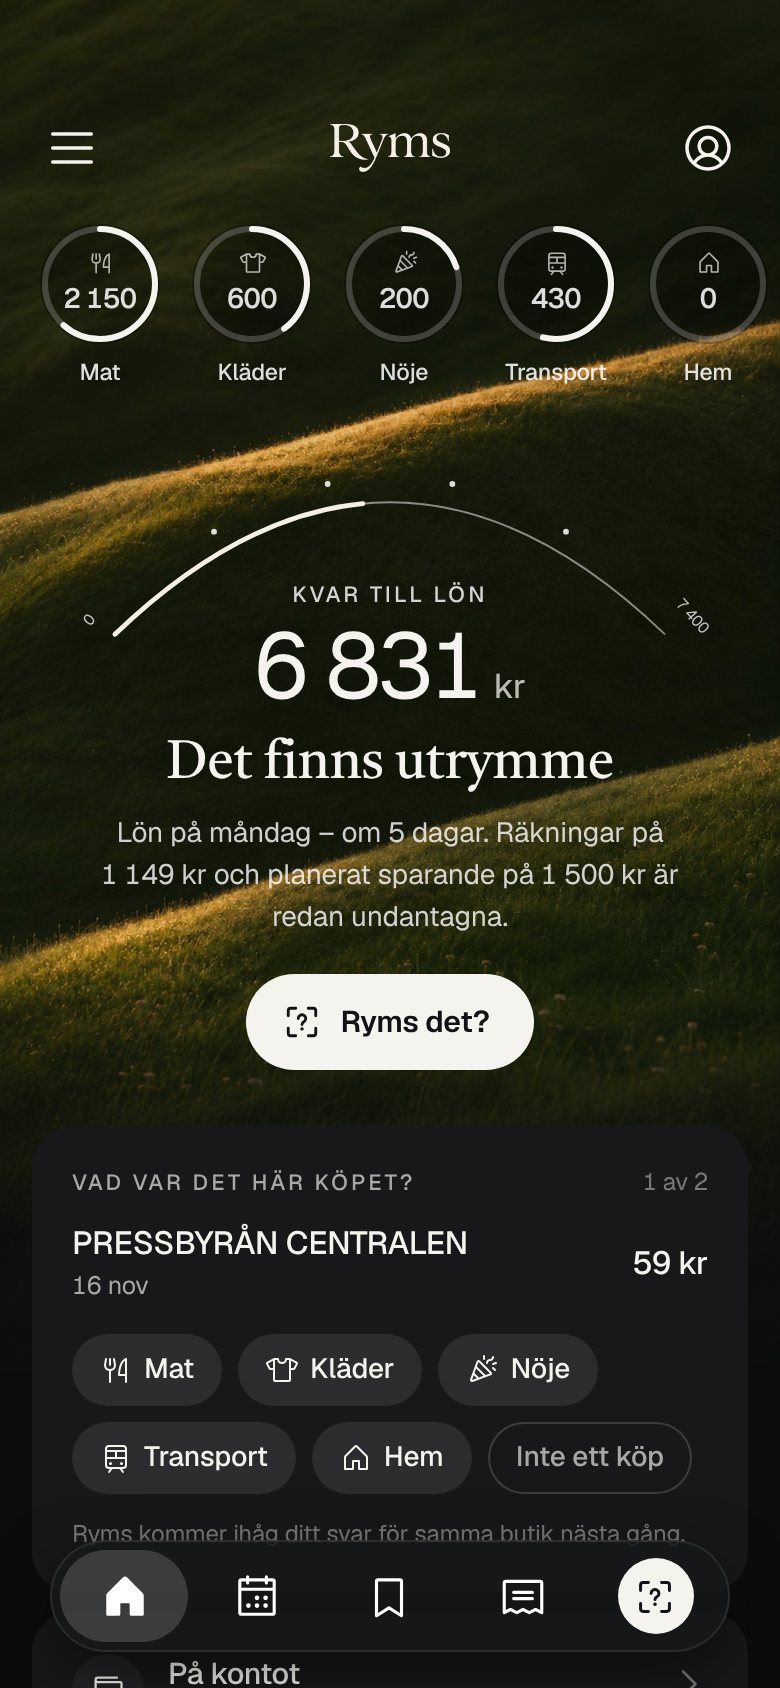 Ryms
2 150
600
200
430
0
Mat
Kläder
Nöje
Transport
Hem
0
7 400
KVAR TILL LÖN
6 831 kr
Det finns utrymme
Lön på måndag – om 5 dagar. Räkningar på
1 149 kr och planerat sparande på 1 500 kr är
redan undantagna.
Ryms det?
VAD VAR DET HÄR KÖPET?
1 av 2
PRESSBYRÅN CENTRALEN
59 kr
16 nov
Mat
Kläder
Nöje
Transport
Hem
Inte ett köp
Ryms kommer ihåg ditt svar för samma butik nästa gång.
På kontot